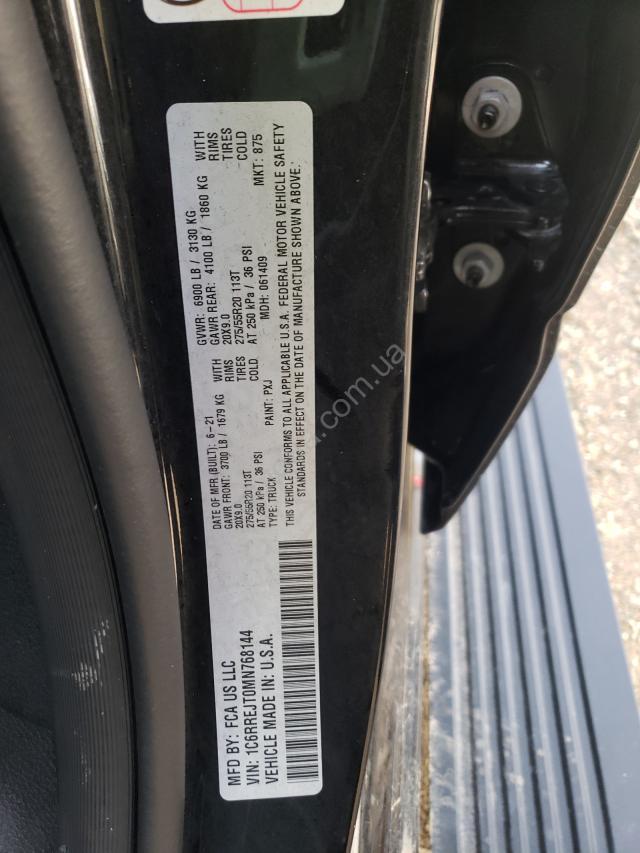 MFD BY: FCA US LLC
DATE OF MFR (BUILT): 6-21
GVWR: 6900 LB / 3130 KG
GAWR FRONT: 3700 LB / 1679 KG
WITH
GAWR REAR: 4100 LB / 1860 KG
WITH
20X9.0
RIMS
20X9.0
RIMS
275/55R20 113T
TIRES
275/55R20 113T
TIRES
AT 250 kPa / 36 PSI
COLD
AT 250 kPa / 36 PSI
COLD
VIN: 1C6RREJT0MN768144
TYPE: TRUCK
PAINT: PXJ
MDH: 061409
MKT: 875
VEHICLE MADE IN: U.S.A.
THIS VEHICLE CONFORMS TO ALL APPLICABLE U.S.A. FEDERAL MOTOR VEHICLE SAFETY
STANDARDS IN EFFECT ON THE DATE OF MANUFACTURE SHOWN ABOVE.
.com.ua